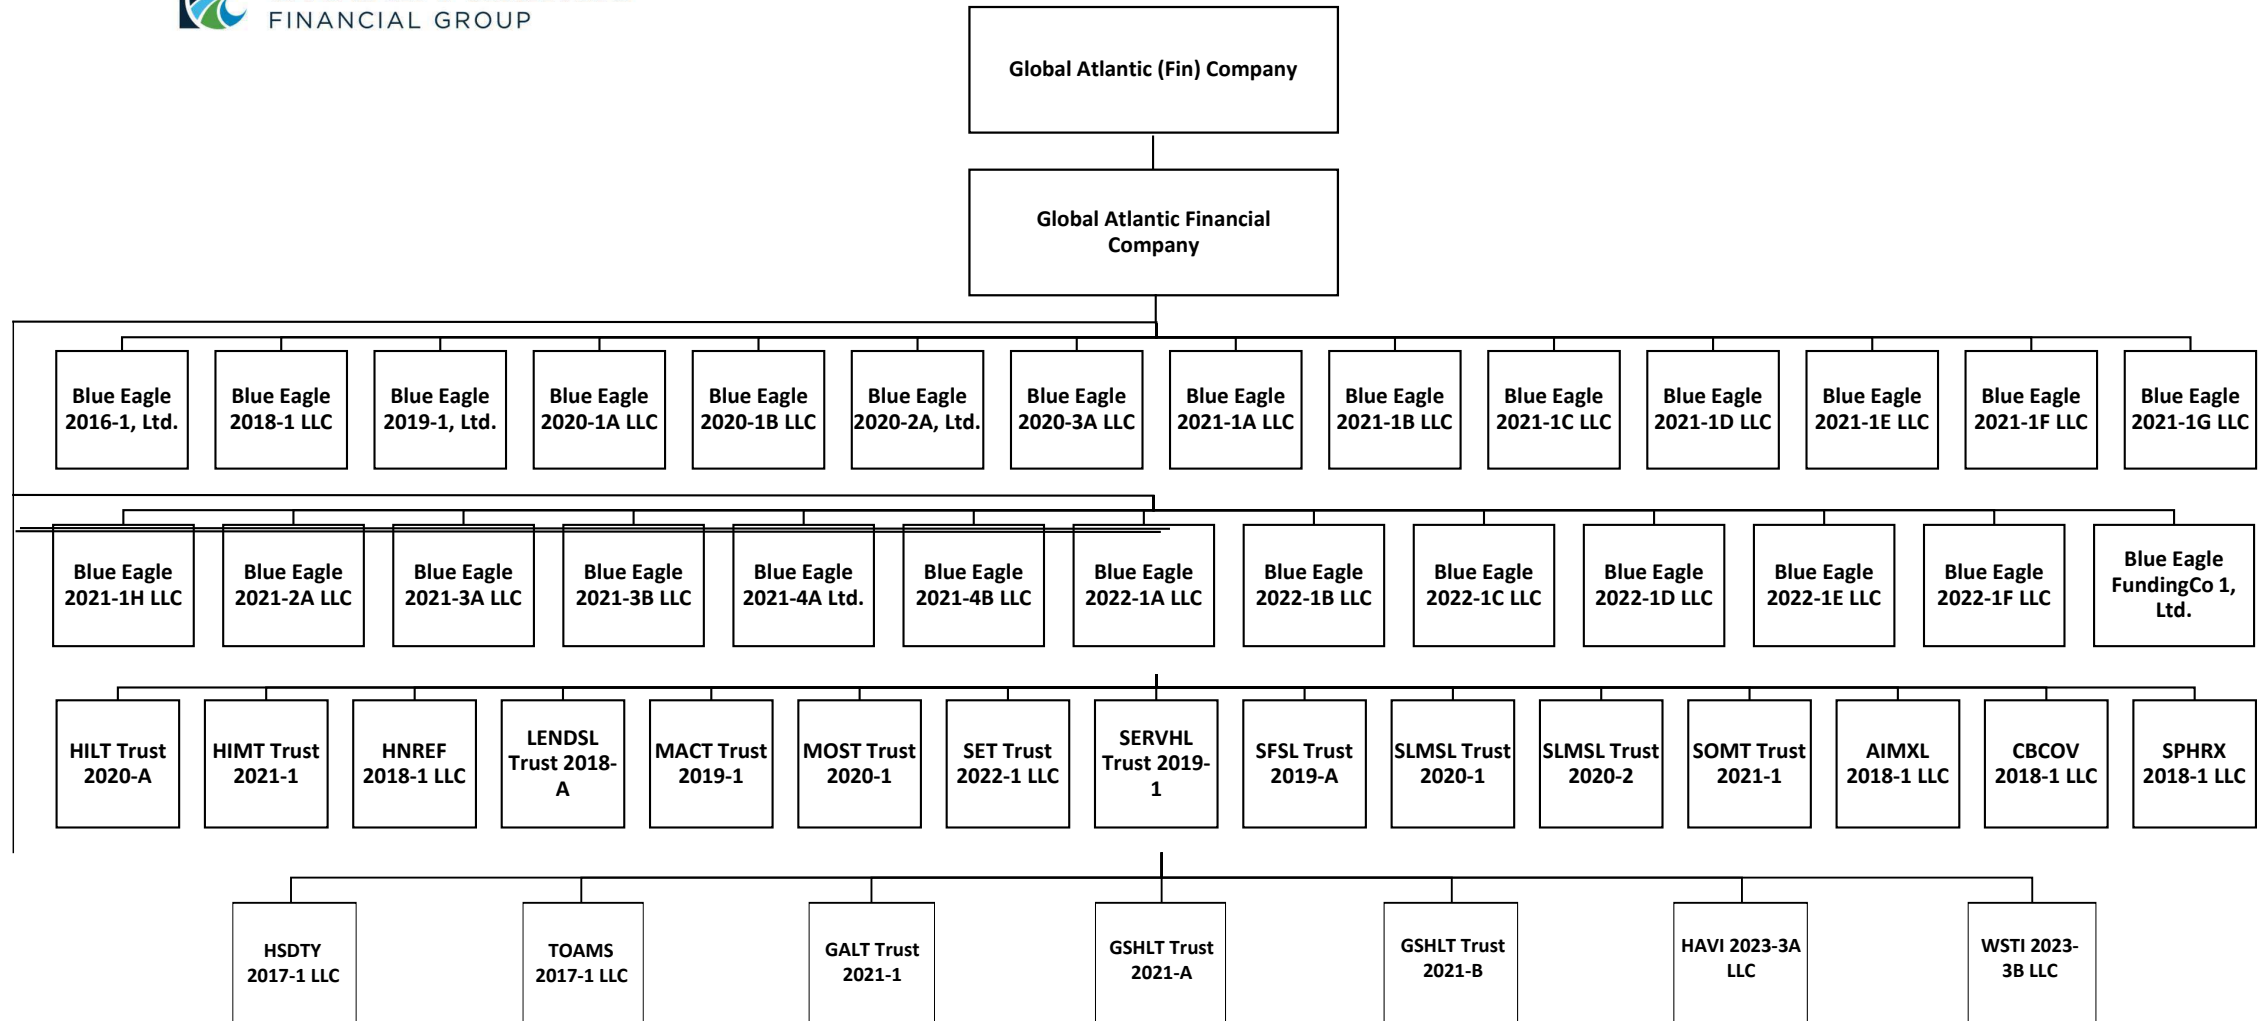 FINANCIAL GROUP
Global Atlantic (Fin) Company
Global Atlantic Financial
Company
Blue Eagle
2016-1, Ltd.
Blue Eagle
2018-1 LLC
Blue Eagle
2019-1, Ltd.
Blue Eagle
2020-1A LLC
Blue Eagle
2020-1B LLC
Blue Eagle
2020-2A, Ltd.
Blue Eagle
2020-3A LLC
Blue Eagle
2021-1A LLC
Blue Eagle
2021-1B LLC
Blue Eagle
2021-1C LLC
Blue Eagle
2021-1D LLC
Blue Eagle
2021-1E LLC
Blue Eagle
2021-1F LLC
Blue Eagle
2021-1G LLC
Blue Eagle
2021-1H LLC
Blue Eagle
2021-2A LLC
Blue Eagle
2021-3A LLC
Blue Eagle
2021-3B LLC
Blue Eagle
2021-4A Ltd.
Blue Eagle
2021-4B LLC
Blue Eagle
2022-1A LLC
Blue Eagle
2022-1B LLC
Blue Eagle
2022-1C LLC
Blue Eagle
2022-1D LLC
Blue Eagle
2022-1E LLC
Blue Eagle
2022-1F LLC
Blue Eagle
FundingCo 1,
Ltd.
HILT Trust
2020-A
HIMT Trust
2021-1
HNREF
2018-1 LLC
LENDSL
Trust 2018-
A
MACT Trust
2019-1
MOST Trust
2020-1
SET Trust
2022-1 LLC
SERVHL
Trust 2019-
1
SFSL Trust
2019-A
SLMSL Trust
2020-1
SLMSL Trust
2020-2
SOMT Trust
2021-1
AIMXL
2018-1 LLC
CBCOV
2018-1 LLC
SPHRX
2018-1 LLC
HSDTY
2017-1 LLC
TOAMS
2017-1 LLC
GALT Trust
2021-1
GSHLT Trust
2021-A
GSHLT Trust
2021-B
HAVI 2023-3A
LLC
WSTI 2023-
3B LLC